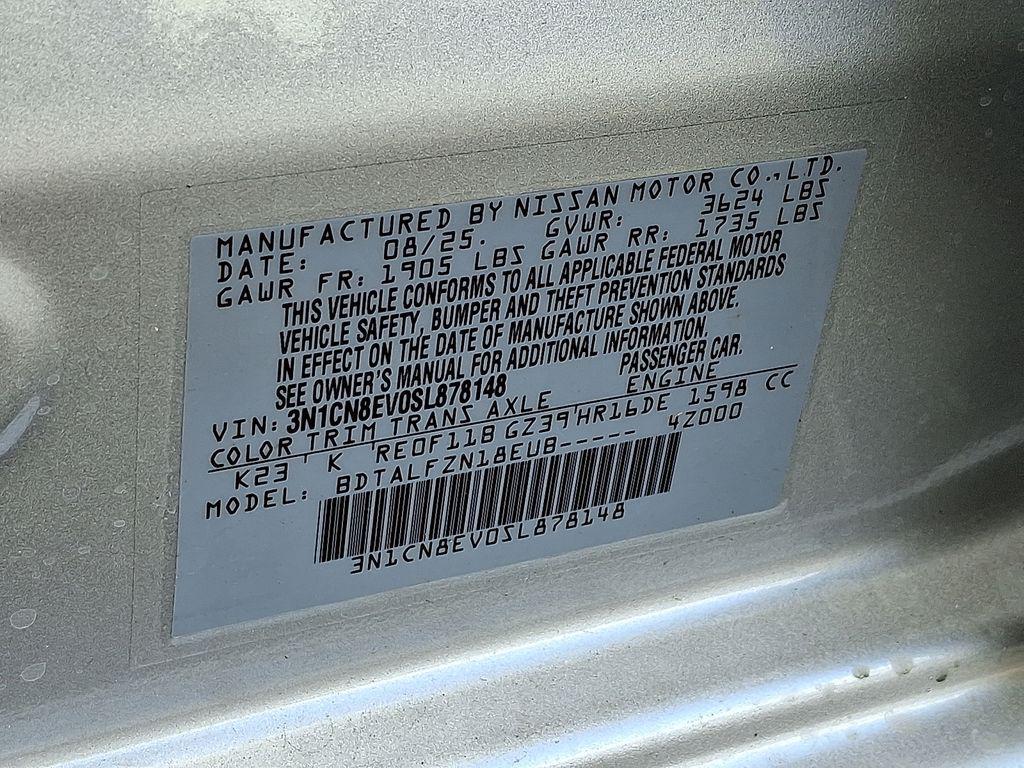 MANUFACTURED BY NISSAN MOTOR CO., LTD.
DATE: 08/25. GVWR: 3624 LBS
GAWR FR: 1905 LBS GAWR RR: 1735 LBS
THIS VEHICLE CONFORMS TO ALL APPLICABLE FEDERAL MOTOR
VEHICLE SAFETY, BUMPER AND THEFT PREVENTION STANDARDS
IN EFFECT ON THE DATE OF MANUFACTURE SHOWN ABOVE.
SEE OWNER'S MANUAL FOR ADDITIONAL INFORMATION.
VIN: 3N1CN8EV0SL878148 PASSENGER CAR.
COLOR TRIM TRANS AXLE ENGINE
K23 ' K 'RE0F11B GZ39'HR16DE 1598 CC
MODEL: BDTALFZN18EUB----- 42000
3N1CN8EV0SL878148